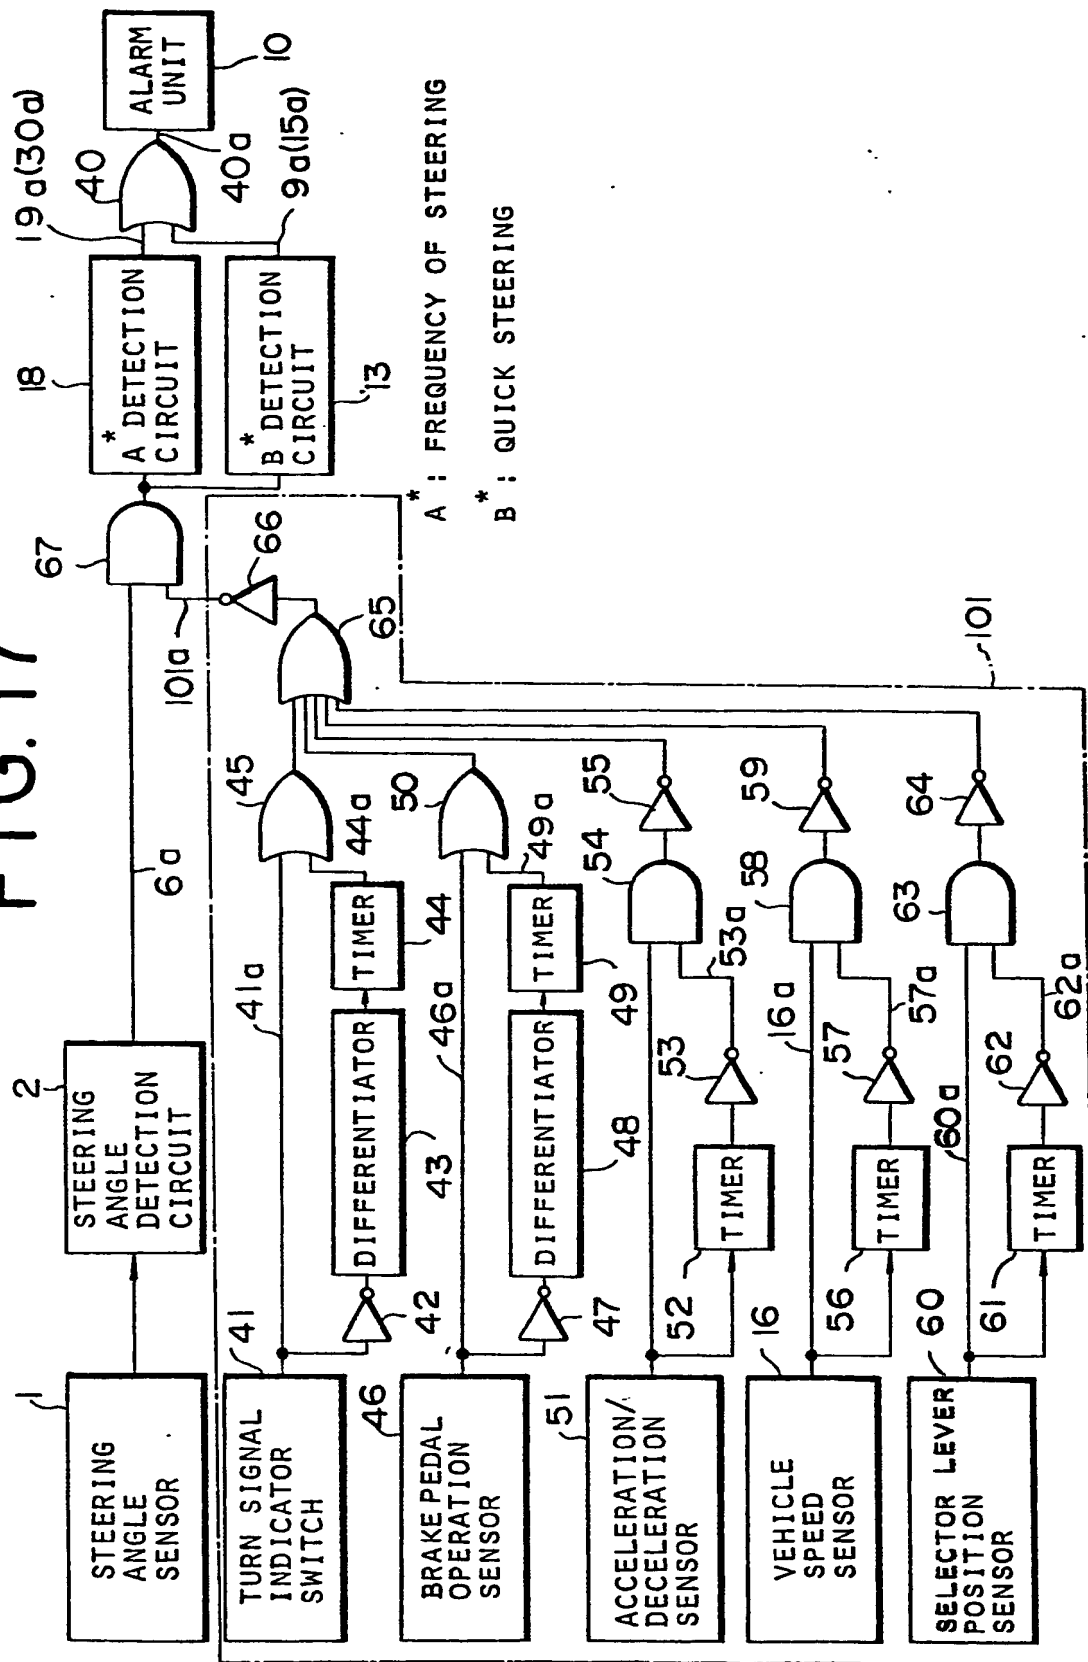 FIG. 17
1
STEERING
ANGLE
SENSOR
2
STEERING
ANGLE
DETECTION
CIRCUIT
6a
67
18
A* DETECTION
CIRCUIT
19a(30a)
40
40a
ALARM
UNIT
10
B* DETECTION
CIRCUIT
13
9a(15a)
A* : FREQUENCY OF STEERING
B* : QUICK STEERING
101a
66
65
101
41
TURN SIGNAL
INDICATOR
SWITCH
41a
42
DIFFERENTIATOR
43
TIMER
44
44a
45
46
BRAKE PEDAL
OPERATION
SENSOR
46a
47
DIFFERENTIATOR
48
TIMER
49
49a
50
51
ACCELERATION/
DECELERATION
SENSOR
52
TIMER
53
53a
54
55
16
VEHICLE
SPEED
SENSOR
16a
56
TIMER
57
57a
58
59
60
SELECTOR LEVER
POSITION
SENSOR
60a
61
TIMER
62
62a
63
64